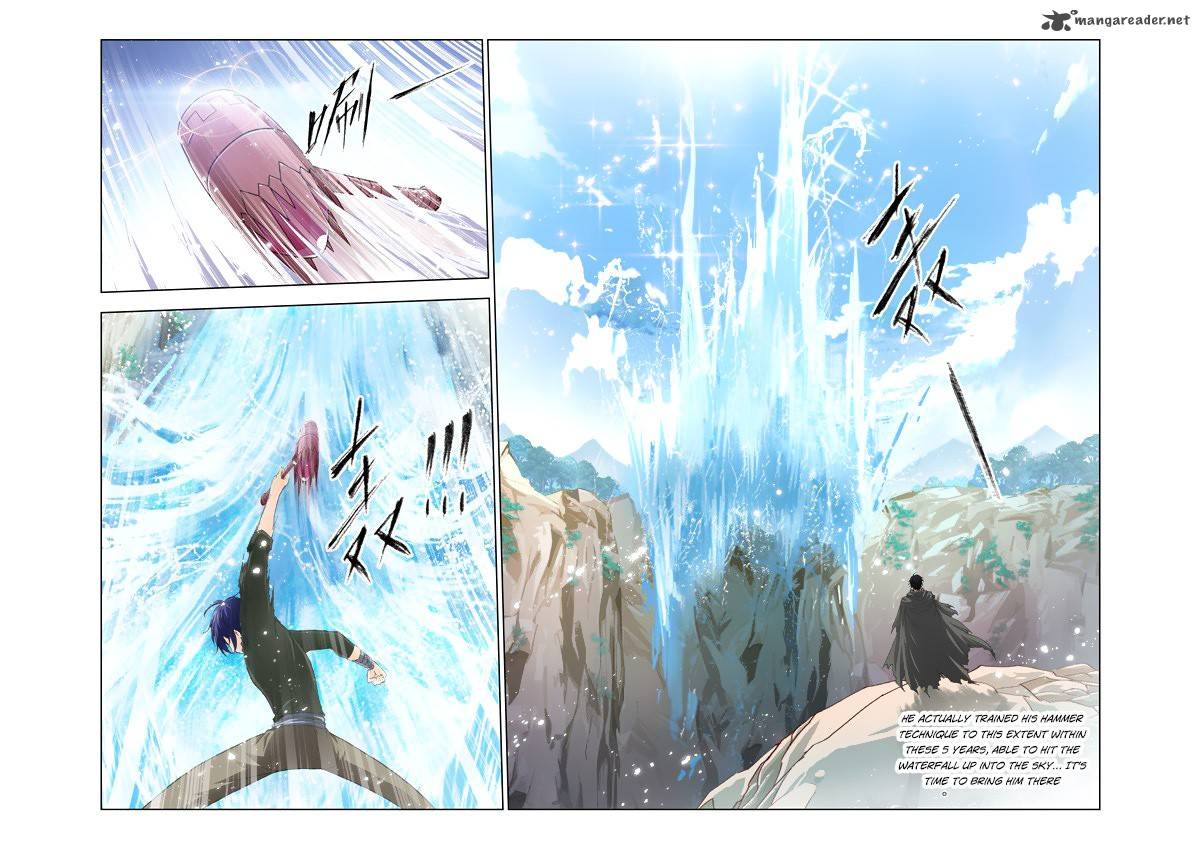 mangareader.net
唰
轰
轰!!!
HE ACTUALLY TRAINED HIS HAMMER
TECHNIQUE TO THIS EXTENT WITHIN
THESE 5 YEARS, ABLE TO HIT THE
WATERFALL UP INTO THE SKY... IT'S
TIME TO BRING HIM THERE
。